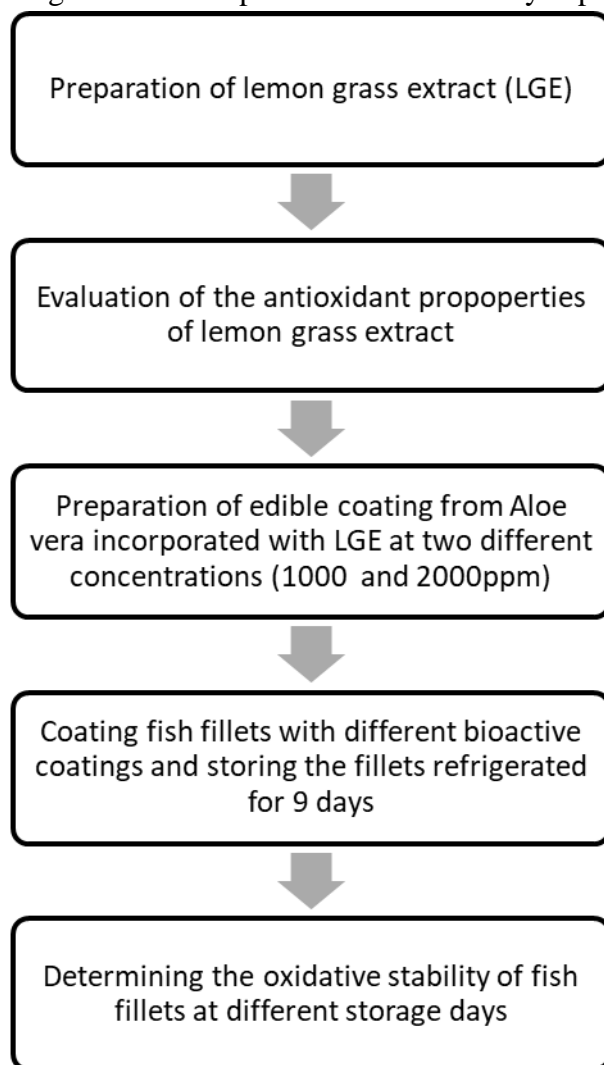 Preparation of lemon grass extract (LGE)
Evaluation of the antioxidant propoperties
of lemon grass extract
Preparation of edible coating from Aloe
vera incorporated with LGE at two different
concentrations (1000 and 2000ppm)
Coating fish fillets with different bioactive
coatings and storing the fillets refrigerated
for 9 days
Determining the oxidative stability of fish
fillets at different storage days